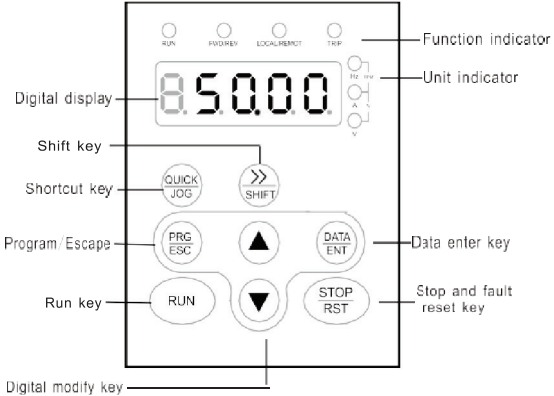 RUN FWD/REV LOCAL/REMOT TRIP
Function indicator
Hz
Unit indicator
A
V
Digital display
8.50.00
Shift key
Shortcut key
QUICK
JOG
>>
SHIFT
Program/Escape
PRG
ESC
▲
DATA
ENT
Data enter key
Run key
RUN
▼
STOP
RST
Stop and fault
reset key
Digital modify key